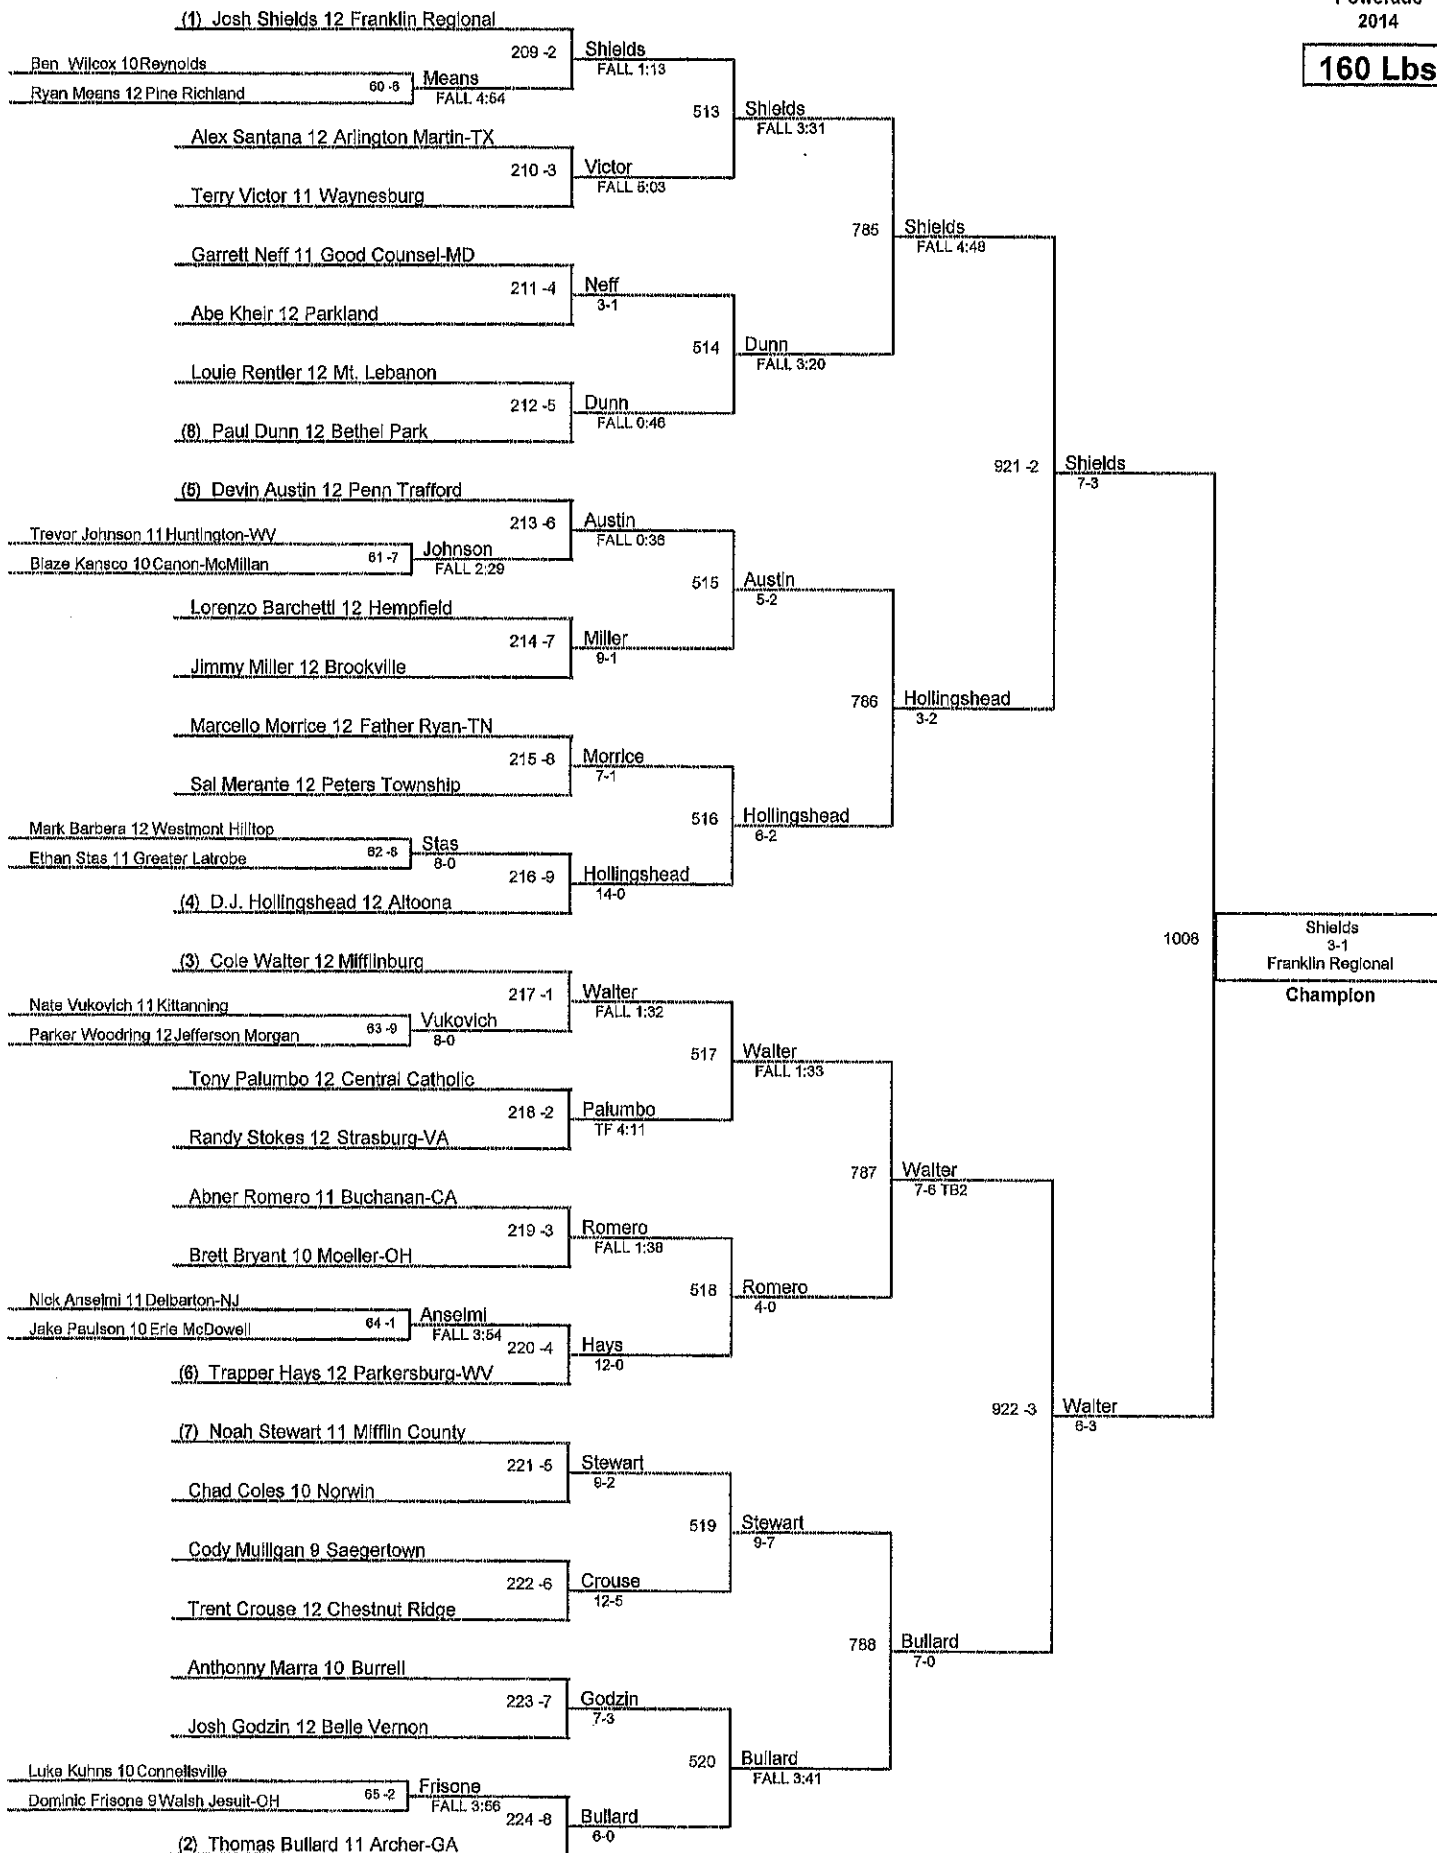 Powerade
2014
160 Lbs
(1) Josh Shields 12 Franklin Regional
209 -2 Shields
FALL 1:13
Ben Wilcox 10 Reynolds
60 -6 Means
FALL 4:54
Ryan Means 12 Pine Richland
513 Shields
FALL 3:31
Alex Santana 12 Arlington Martin-TX
210 -3 Victor
FALL 5:03
Terry Victor 11 Waynesburg
785 Shields
FALL 4:48
Garrett Neff 11 Good Counsel-MD
211 -4 Neff
3-1
Abe Kheir 12 Parkland
514 Dunn
FALL 3:20
Louie Rentler 12 Mt. Lebanon
212 -5 Dunn
FALL 0:46
(8) Paul Dunn 12 Bethel Park
921 -2 Shields
7-3
(5) Devin Austin 12 Penn Trafford
213 -6 Austin
FALL 0:36
Trevor Johnson 11 Huntington-WV
61 -7 Johnson
FALL 2:29
Blaze Kansco 10 Canon-McMillan
515 Austin
5-2
Lorenzo Barchetti 12 Hempfield
214 -7 Miller
9-1
Jimmy Miller 12 Brookville
786 Hollingshead
3-2
Marcello Morrice 12 Father Ryan-TN
215 -8 Morrice
7-1
Sal Merante 12 Peters Township
516 Hollingshead
6-2
Mark Barbera 12 Westmont Hilltop
62 -8 Stas
8-0
Ethan Stas 11 Greater Latrobe
216 -9 Hollingshead
14-0
(4) D.J. Hollingshead 12 Altoona
1008 Shields
3-1
Franklin Regional
Champion
(3) Cole Walter 12 Mifflinburg
217 -1 Walter
FALL 1:32
Nate Vukovich 11 Kittanning
63 -9 Vukovich
8-0
Parker Woodring 12 Jefferson Morgan
517 Walter
FALL 1:33
Tony Palumbo 12 Central Catholic
218 -2 Palumbo
TF 4:11
Randy Stokes 12 Strasburg-VA
787 Walter
7-6 TB2
Abner Romero 11 Buchanan-CA
219 -3 Romero
FALL 1:38
Brett Bryant 10 Moeller-OH
518 Romero
4-0
Nick Anselmi 11 Delbarton-NJ
64 -1 Anselmi
FALL 3:54
Jake Paulson 10 Erie McDowell
220 -4 Hays
12-0
(6) Trapper Hays 12 Parkersburg-WV
922 -3 Walter
6-3
(7) Noah Stewart 11 Mifflin County
221 -5 Stewart
9-2
Chad Coles 10 Norwin
519 Stewart
9-7
Cody Mulligan 9 Saegertown
222 -6 Crouse
12-5
Trent Crouse 12 Chestnut Ridge
788 Bullard
7-0
Anthonny Marra 10 Burrell
223 -7 Godzin
7-3
Josh Godzin 12 Belle Vernon
520 Bullard
FALL 3:41
Luke Kuhns 10 Connellsville
65 -2 Frisone
FALL 3:56
Dominic Frisone 9 Walsh Jesuit-OH
224 -8 Bullard
6-0
(2) Thomas Bullard 11 Archer-GA